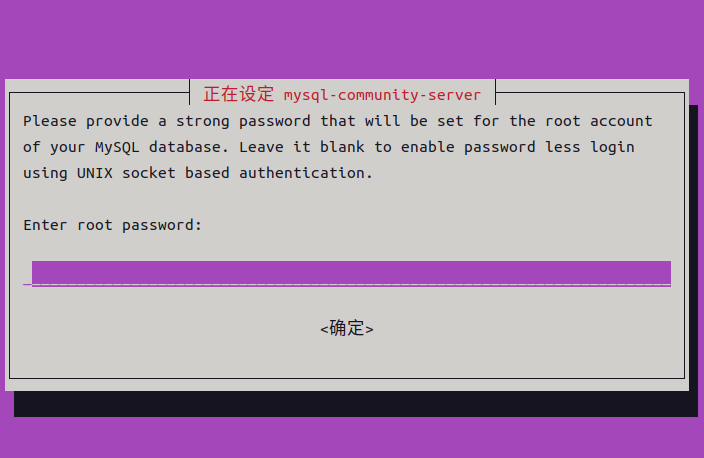 正在设定 mysql-community-server
Please provide a strong password that will be set for the root account
of your MySQL database. Leave it blank to enable password less login
using UNIX socket based authentication.
Enter root password:
<确定>